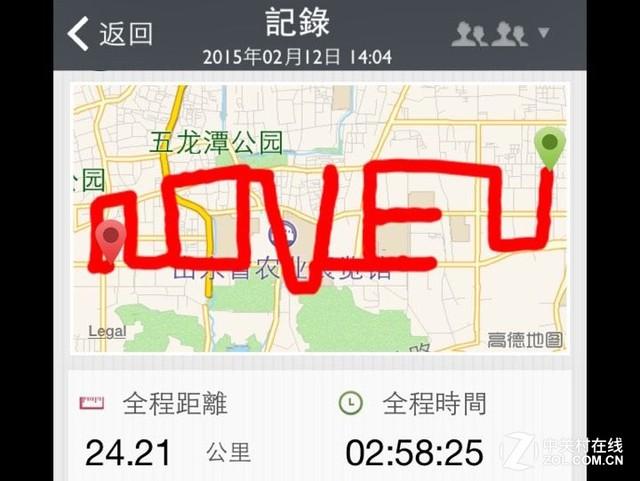 返回
記錄
2015年02月12日 14:04
五龙潭公园
公园
LOVE U
山东省农业展览馆
路
Legal
高德地图
全程距離
全程時間
24.21 公里
02:58:25
Z 中关村在线
ZOL.COM.CN